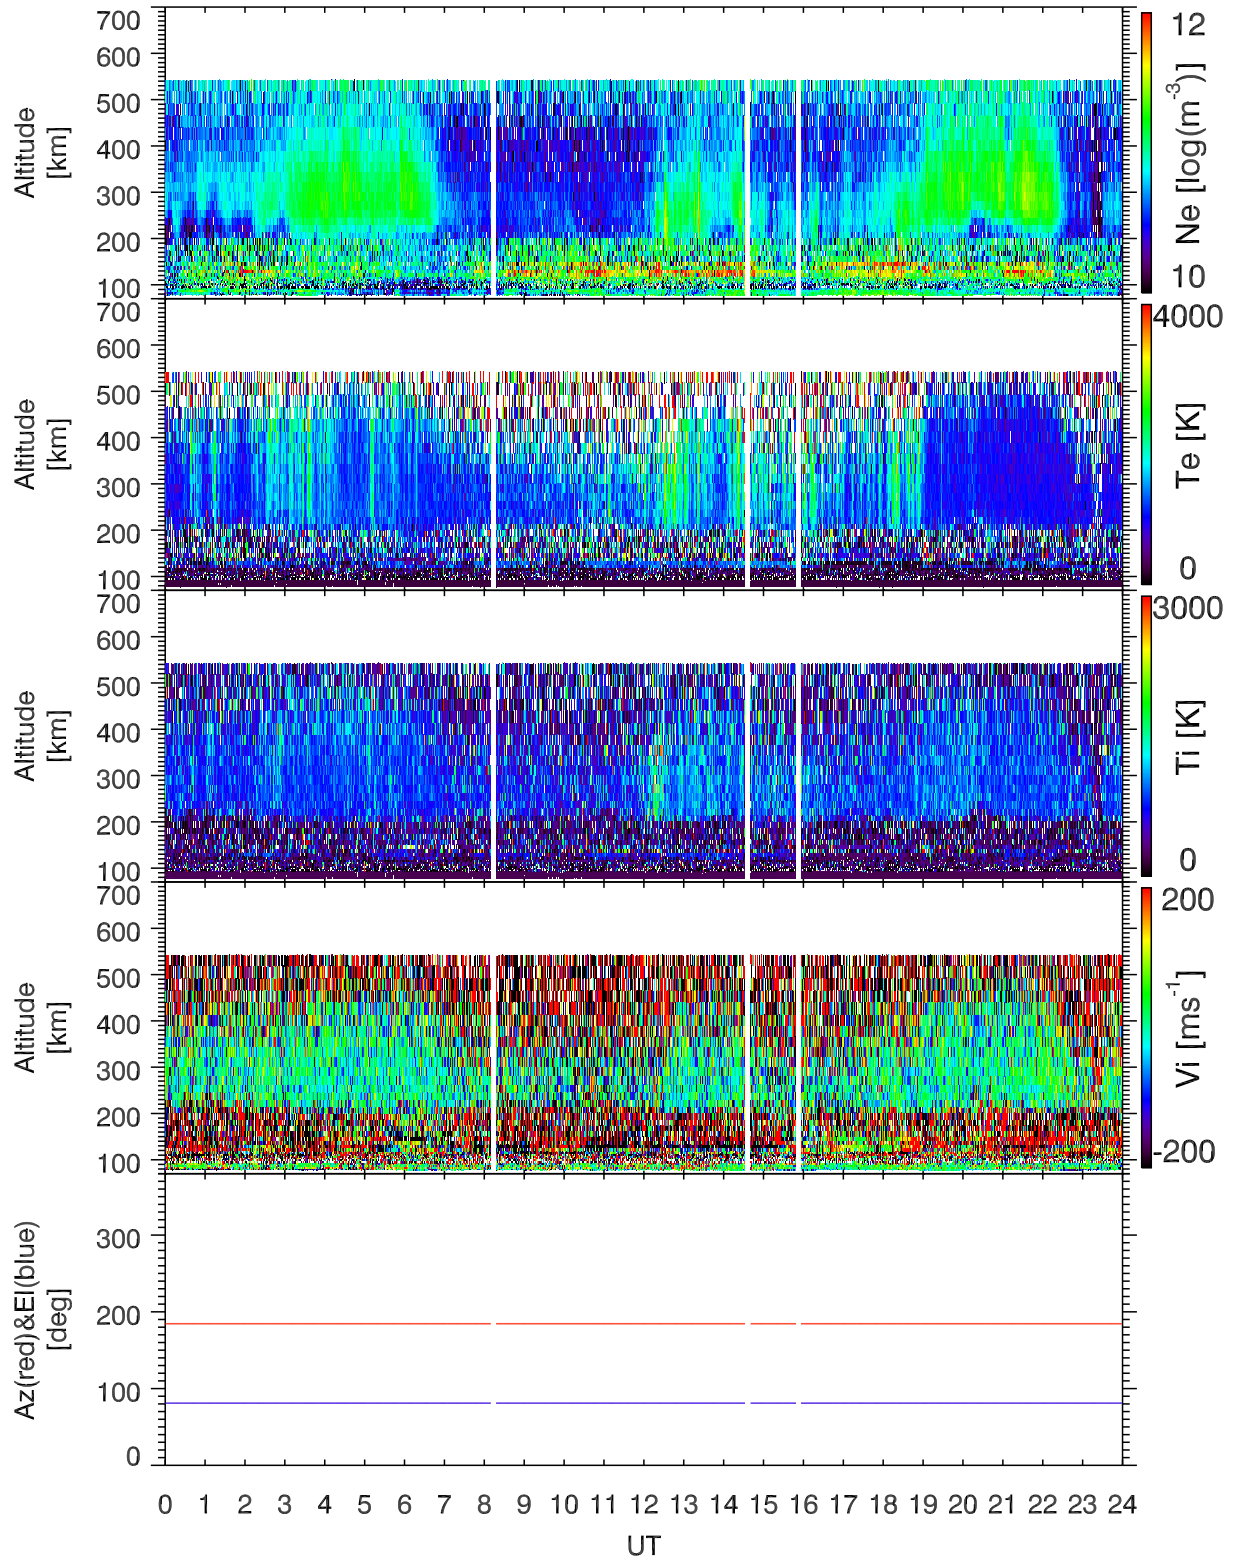 700
600
500
400
300
200
100
Altitude
[km]
12
10
Ne [log(m⁻³)]
700
600
500
400
300
200
100
Altitude
[km]
4000
0
Te [K]
700
600
500
400
300
200
100
Altitude
[km]
3000
0
Ti [K]
700
600
500
400
300
200
100
Altitude
[km]
200
-200
Vi [ms⁻¹]
300
200
100
0
Az(red)&El(blue)
[deg]
0 1 2 3 4 5 6 7 8 9 10 11 12 13 14 15 16 17 18 19 20 21 22 23 24
UT